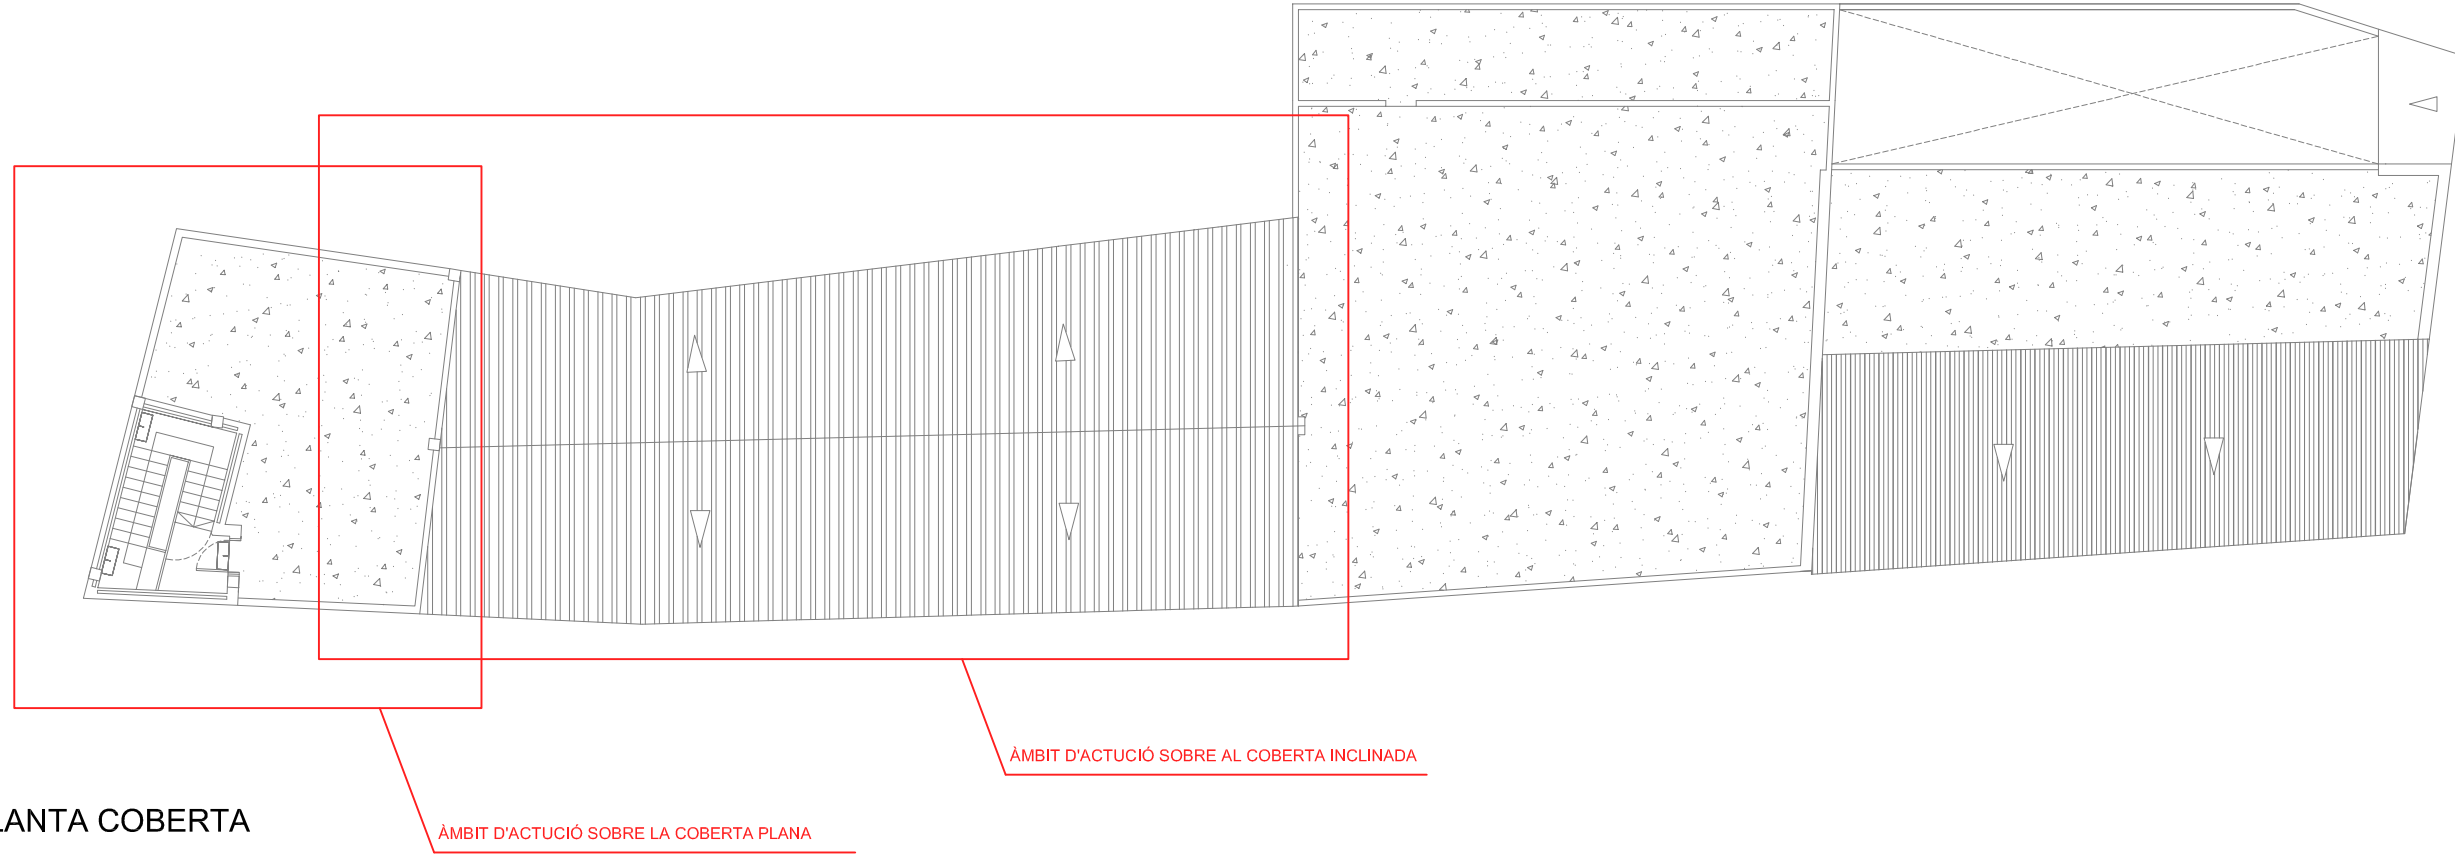 ÀMBIT D'ACTUCIÓ SOBRE AL COBERTA INCLINADA
LANTA COBERTA
ÀMBIT D'ACTUCIÓ SOBRE LA COBERTA PLANA